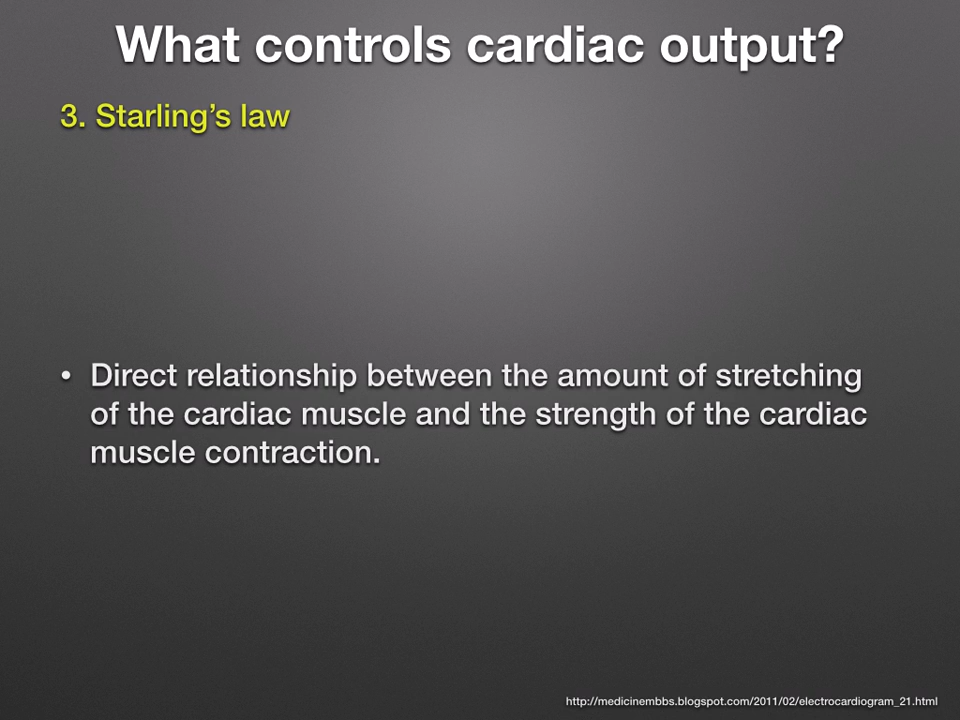 What controls cardiac output?
3. Starling’s law
• Direct relationship between the amount of stretching
of the cardiac muscle and the strength of the cardiac
muscle contraction.
http://medicinembbs.blogspot.com/2011/02/electrocardiogram_21.html